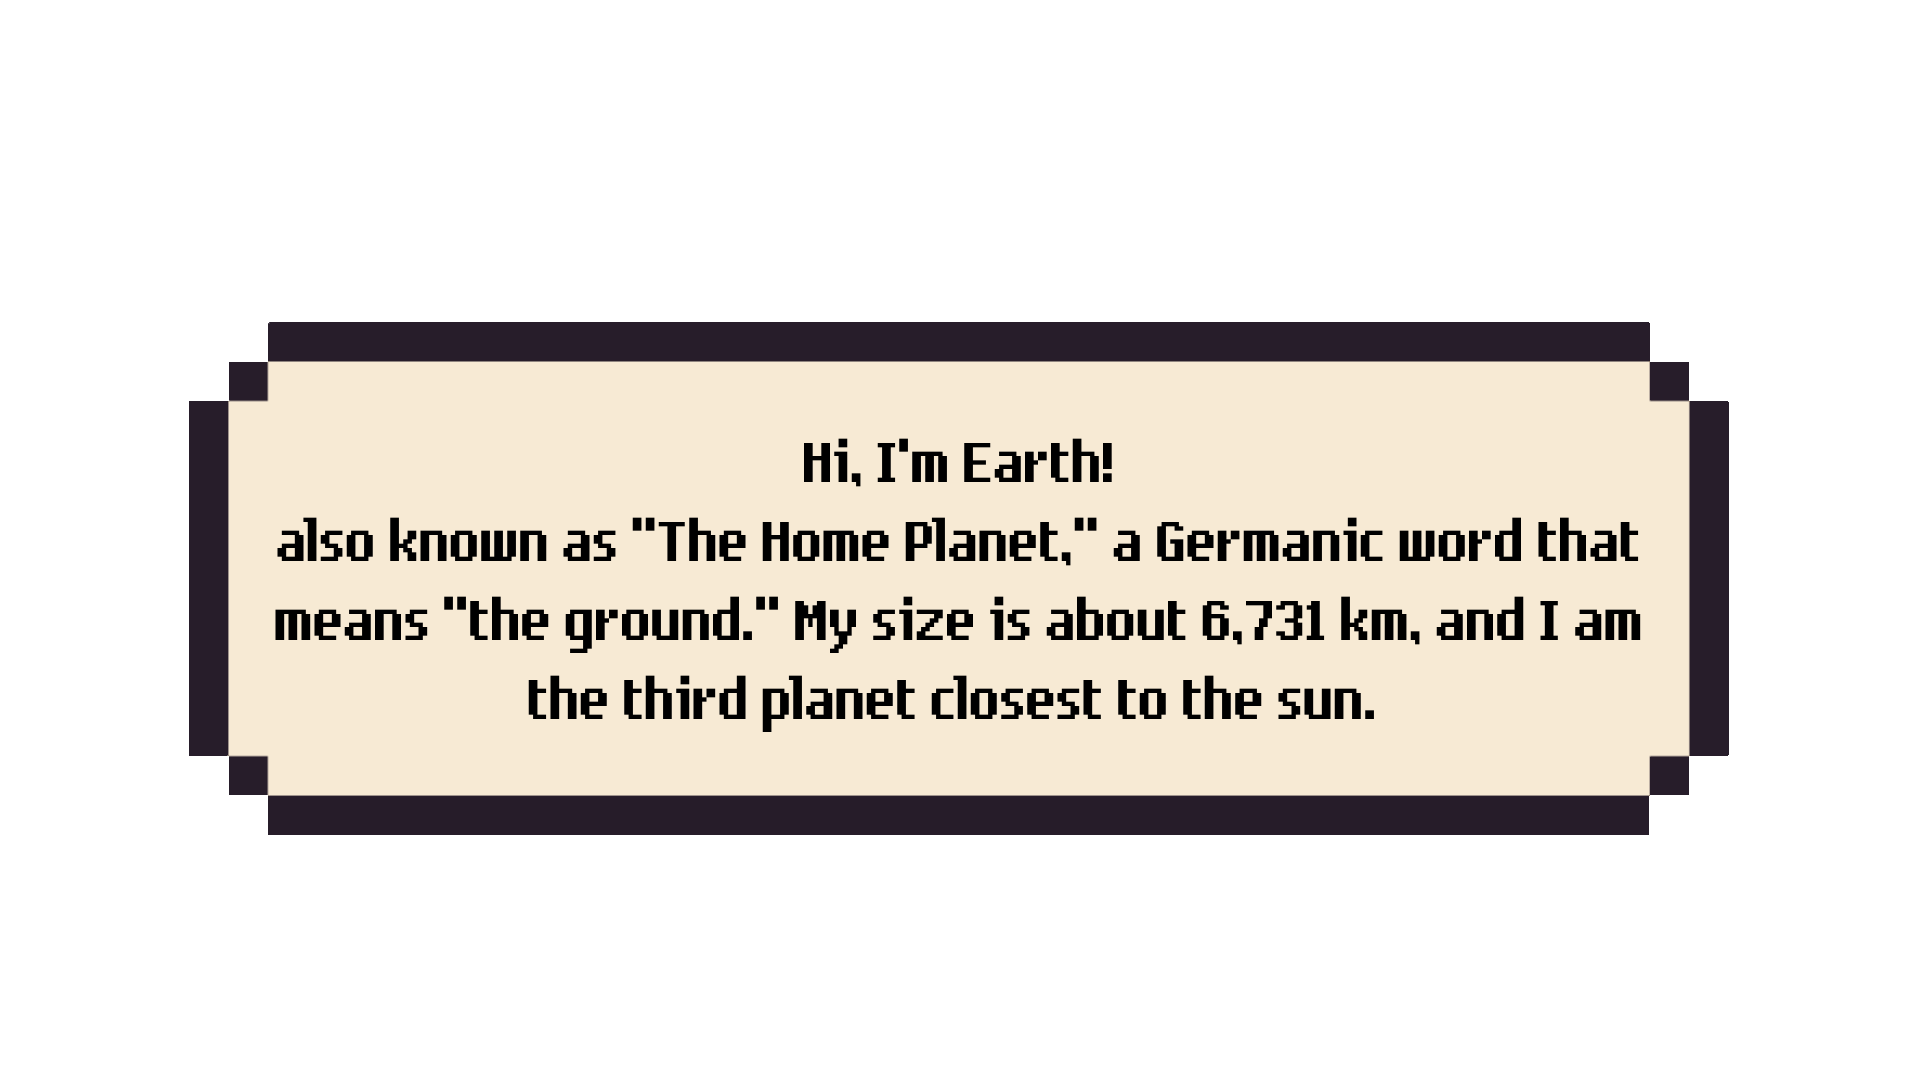 Hi, I'm Earth!
also known as "The Home Planet," a Germanic word that
means "the ground." My size is about 6,731 km, and I am
the third planet closest to the sun.